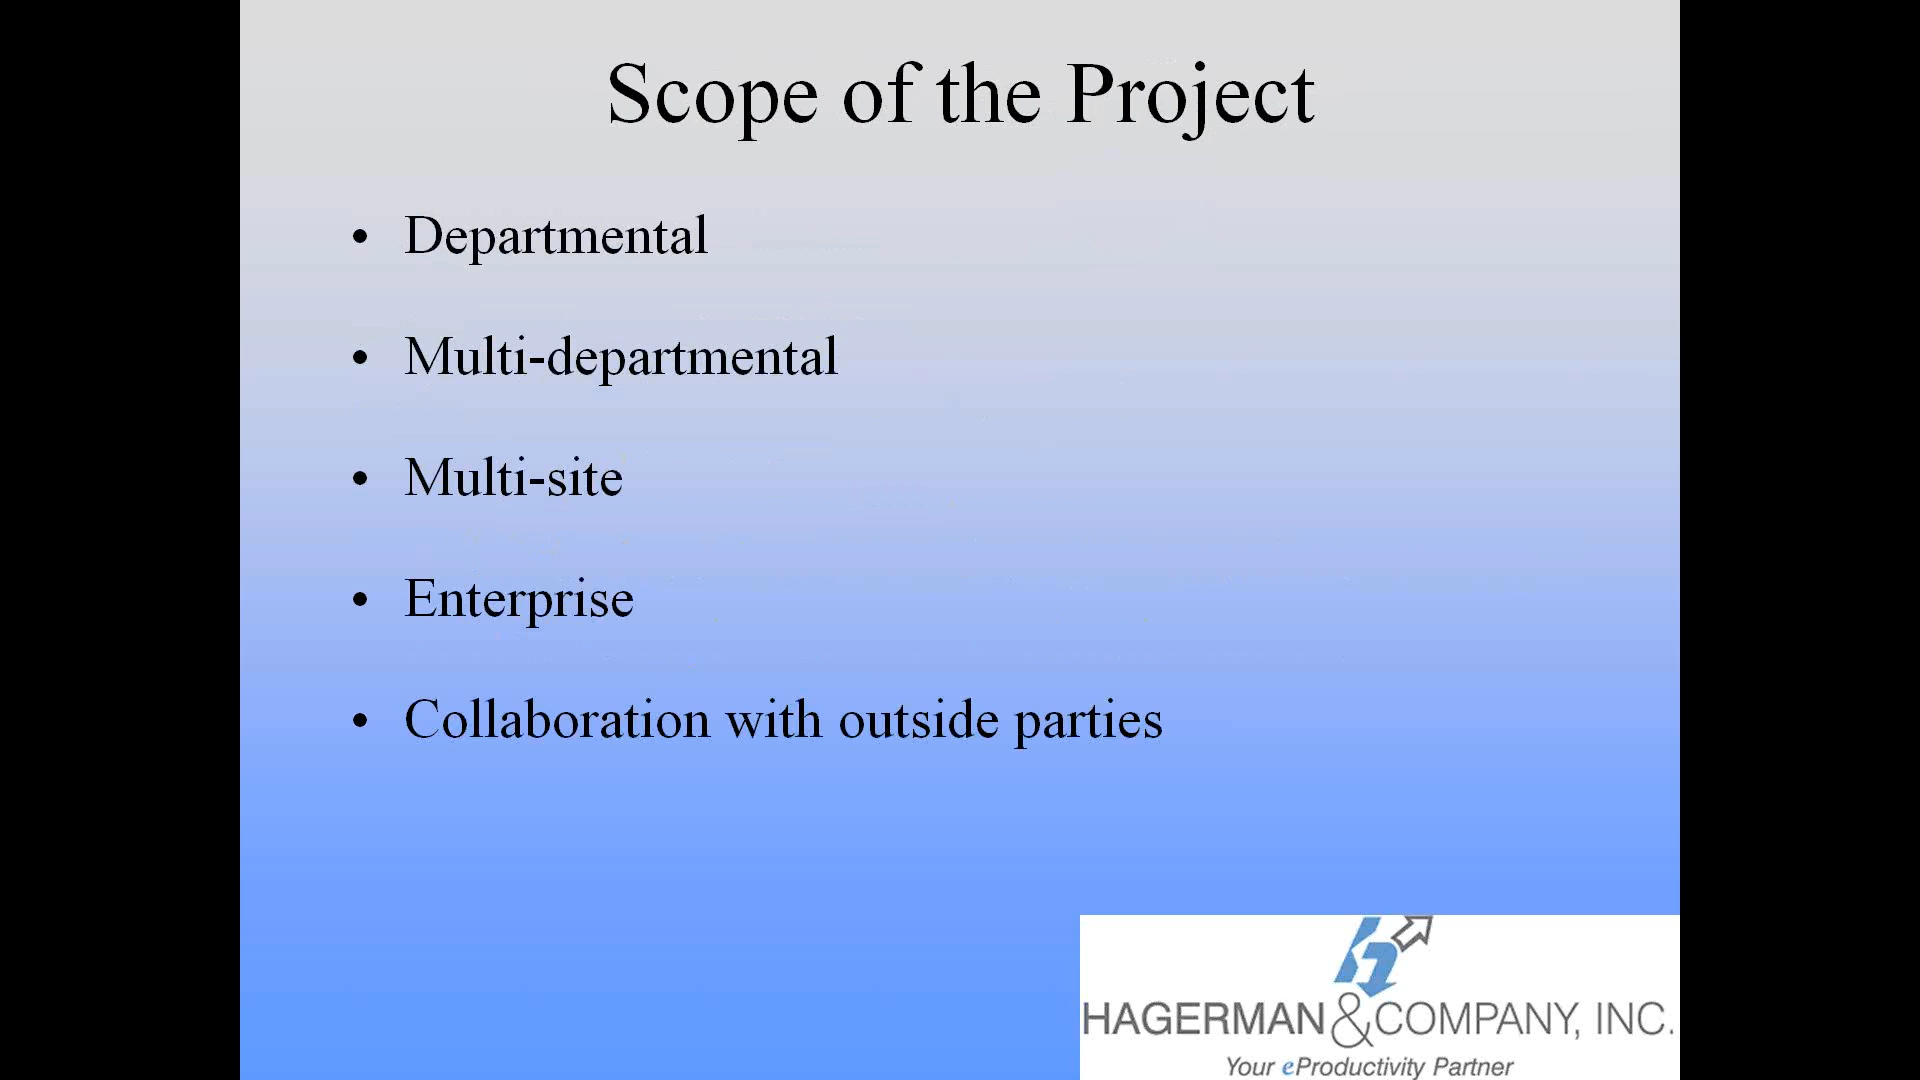 Scope of the Project
• Departmental
• Multi-departmental
• Multi-site
• Enterprise
• Collaboration with outside parties
HAGERMAN & COMPANY, INC.
Your eProductivity Partner